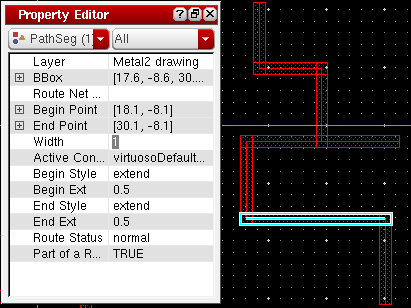 Property Editor
PathSeg (1) All
Layer Metal2 drawing
BBox [17.6, -8.6, 30....
Route Net ...
Begin Point [18.1, -8.1]
End Point [30.1, -8.1]
Width 1
Active Con... virtuosoDefault...
Begin Style extend
Begin Ext 0.5
End Style extend
End Ext 0.5
Route Status normal
Part of a R... TRUE